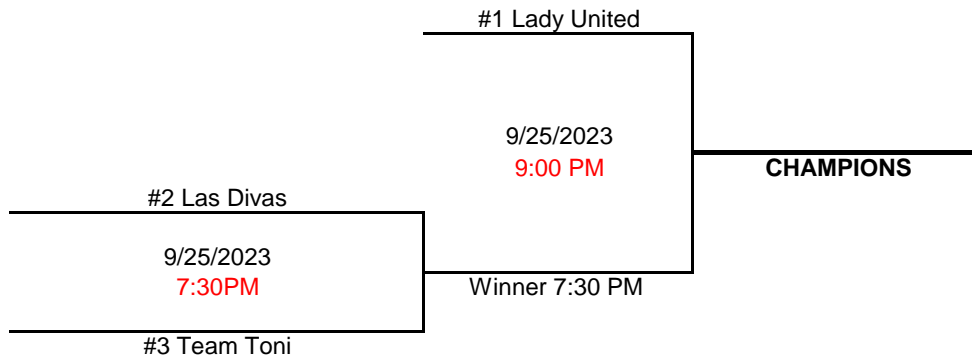 #1 Lady United
9/25/2023
9:00 PM
CHAMPIONS
#2 Las Divas
9/25/2023
7:30PM
Winner 7:30 PM
#3 Team Toni